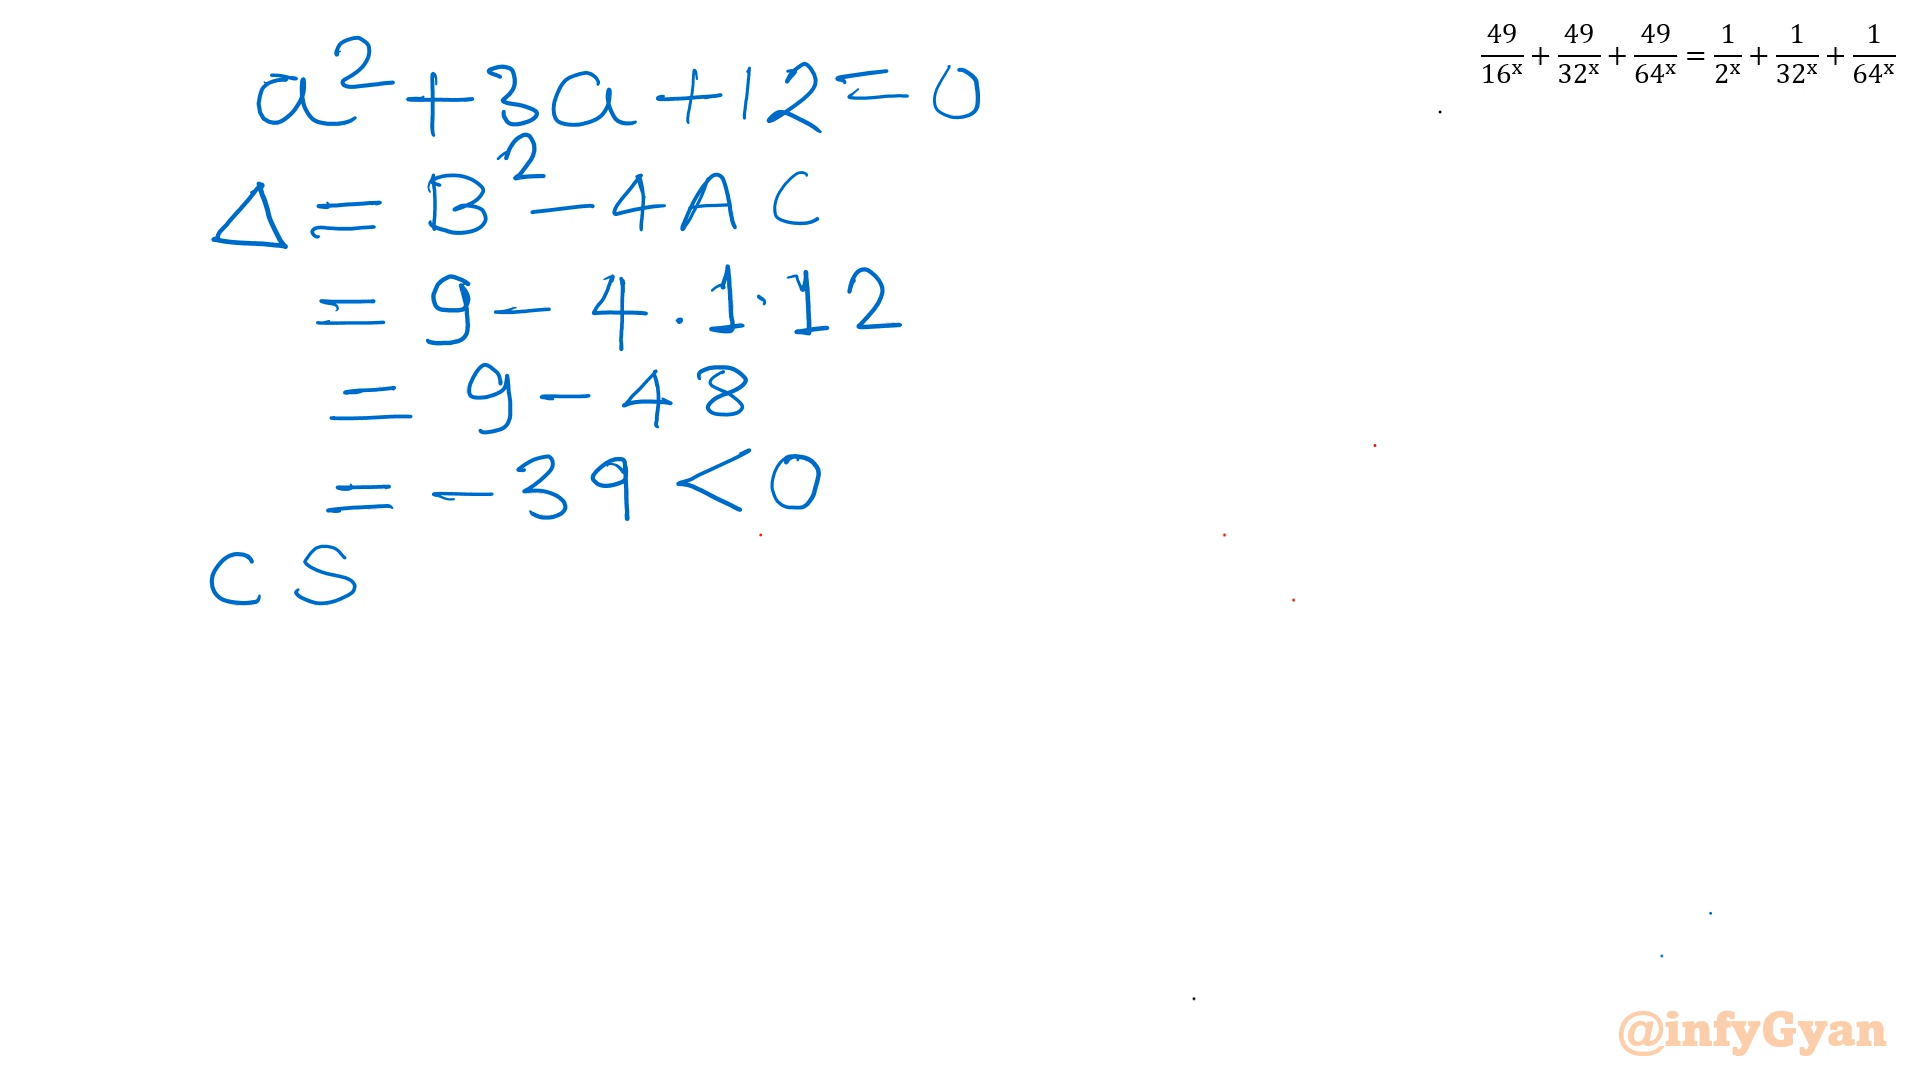 a² + 3a + 12 = 0
Δ = B² - 4AC
= 9 - 4 . 1 . 12
= 9 - 48
= - 39 < 0
C S
49/16ˣ + 49/32ˣ + 49/64ˣ = 1/2ˣ + 1/32ˣ + 1/64ˣ
@infyGyan